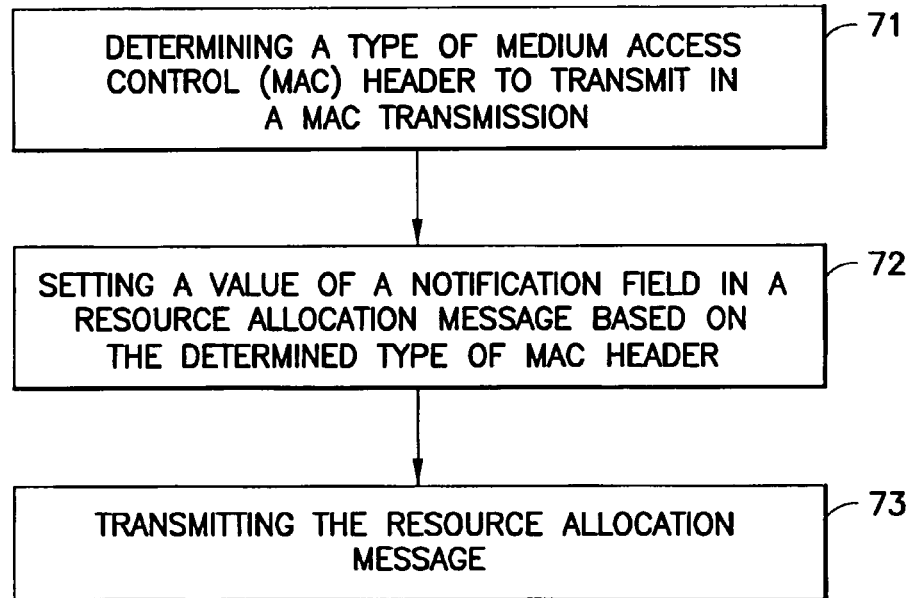 DETERMINING A TYPE OF MEDIUM ACCESS
CONTROL (MAC) HEADER TO TRANSMIT IN
A MAC TRANSMISSION
71
SETTING A VALUE OF A NOTIFICATION FIELD IN A
RESOURCE ALLOCATION MESSAGE BASED ON
THE DETERMINED TYPE OF MAC HEADER
72
TRANSMITTING THE RESOURCE ALLOCATION
MESSAGE
73